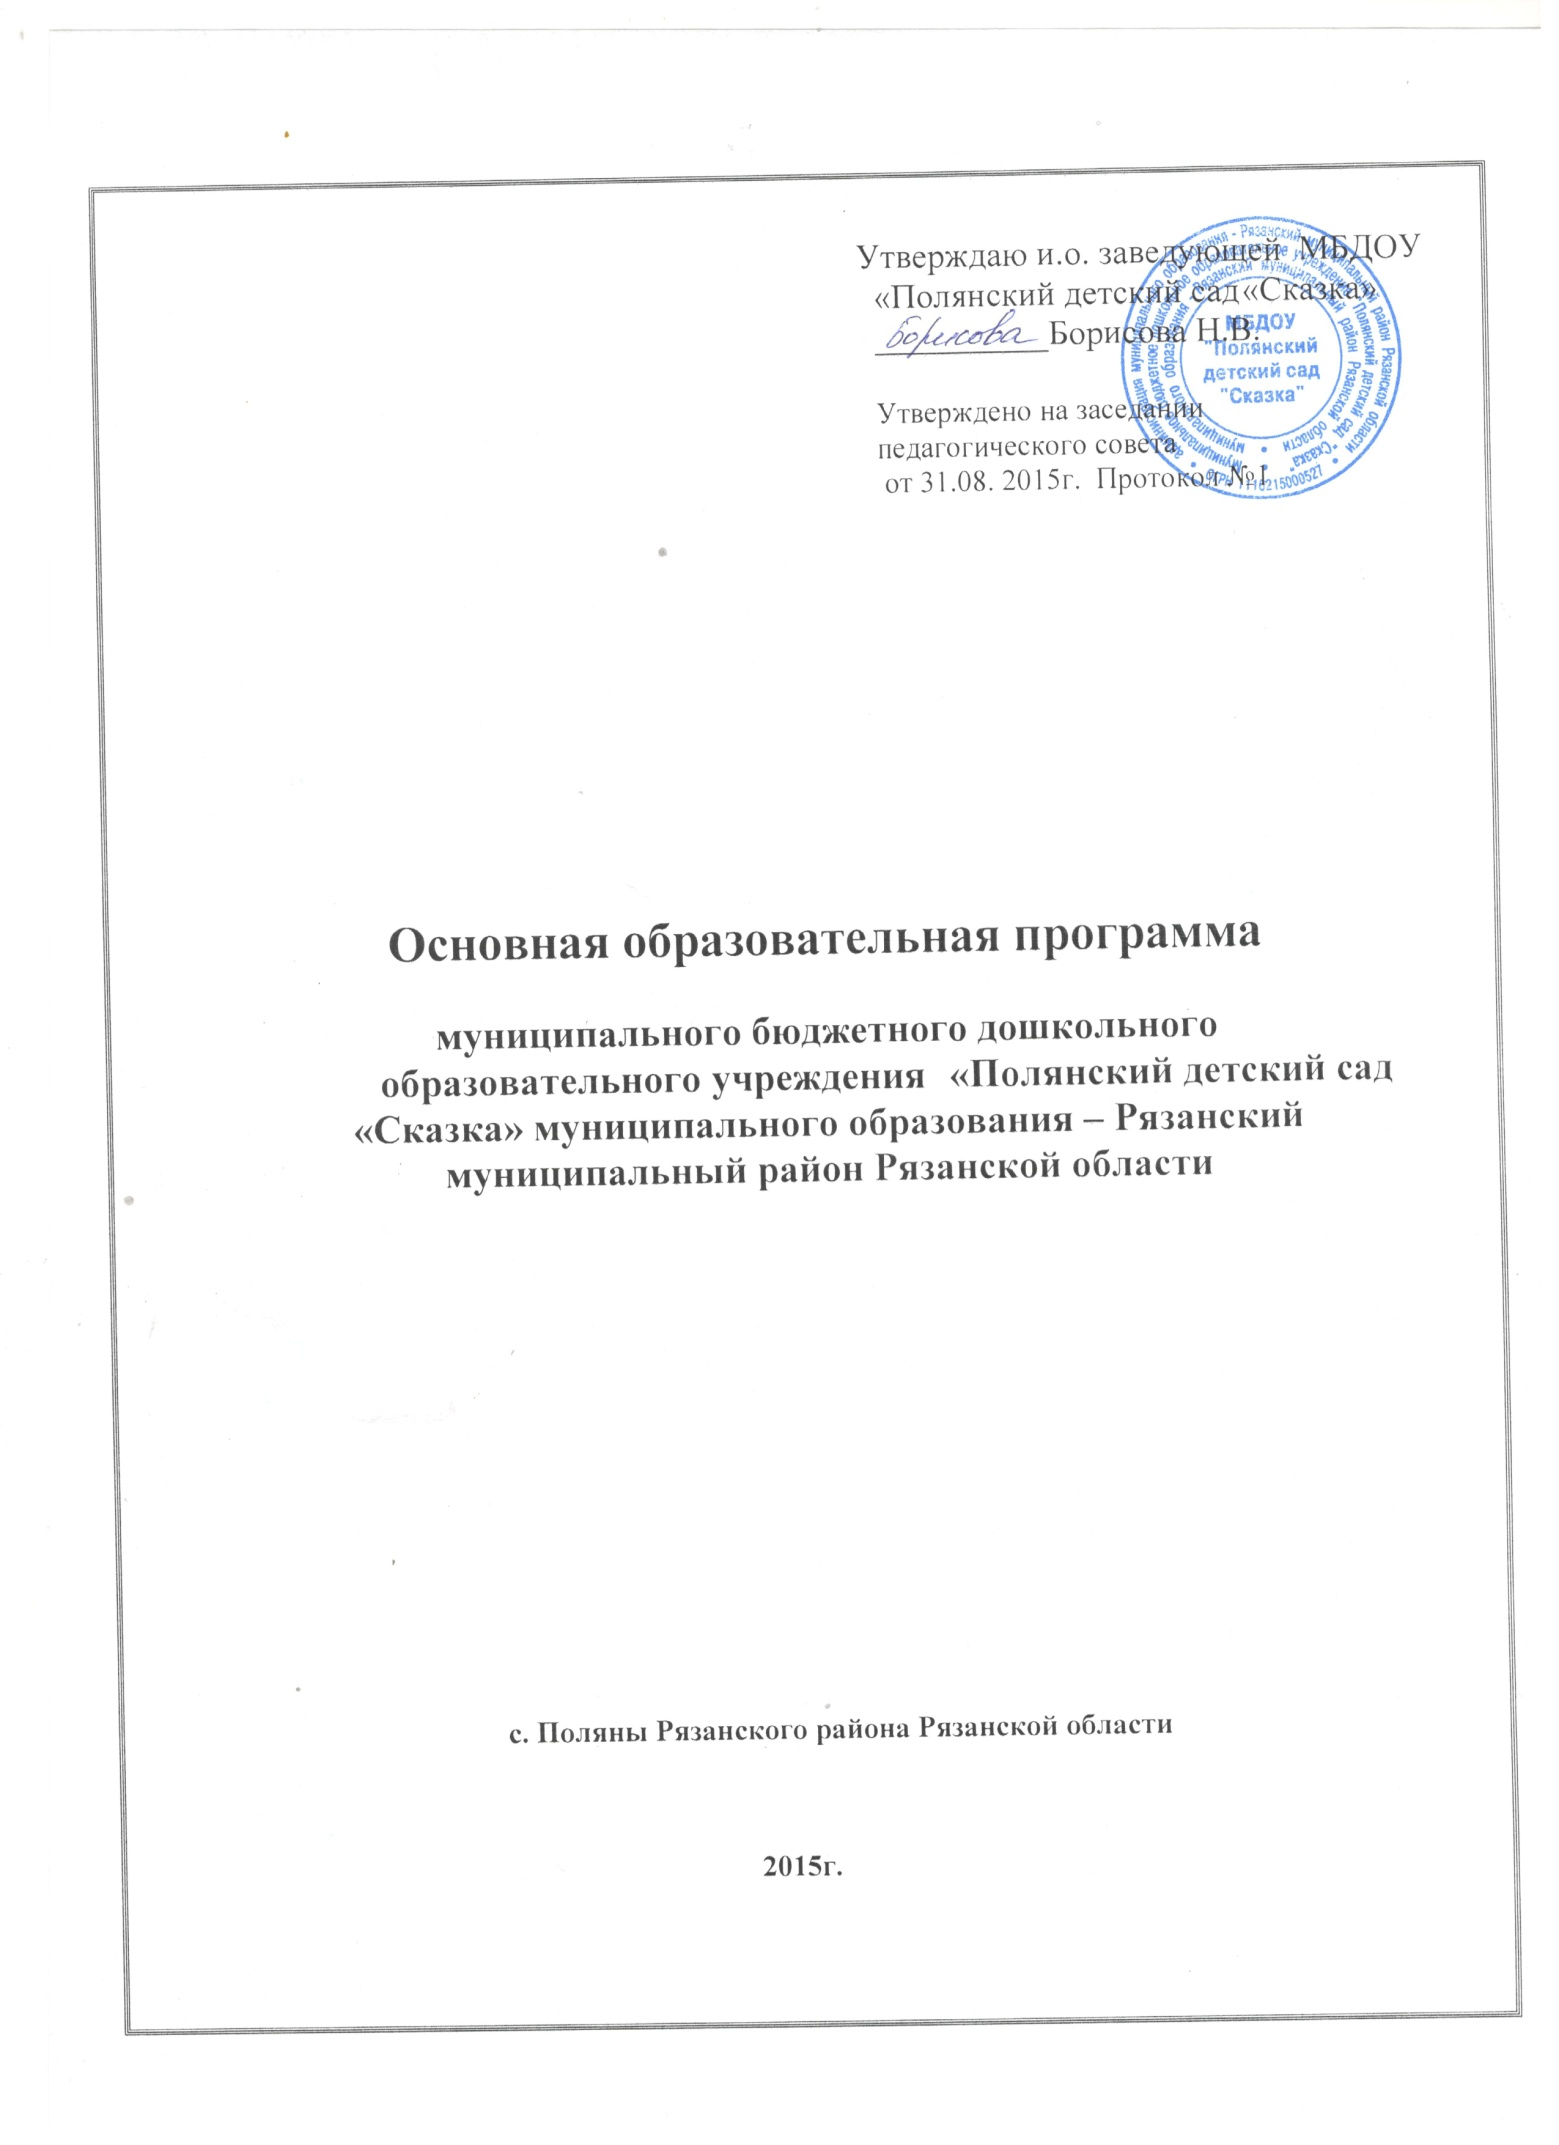 Утверждаю и.о. заведующей МБДОУ
«Полянский детский сад«Сказка»
Борисова Борисова Н.В.
Утверждено на заседании
педагогического совета
от 31.08. 2015г. Протокол №1
МБДОУ
"Полянский
детский сад
"Сказка"
Основная образовательная программа
муниципального бюджетного дошкольного
образовательного учреждения «Полянский детский сад
«Сказка» муниципального образования – Рязанский
муниципальный район Рязанской области
с. Поляны Рязанского района Рязанской области
2015г.